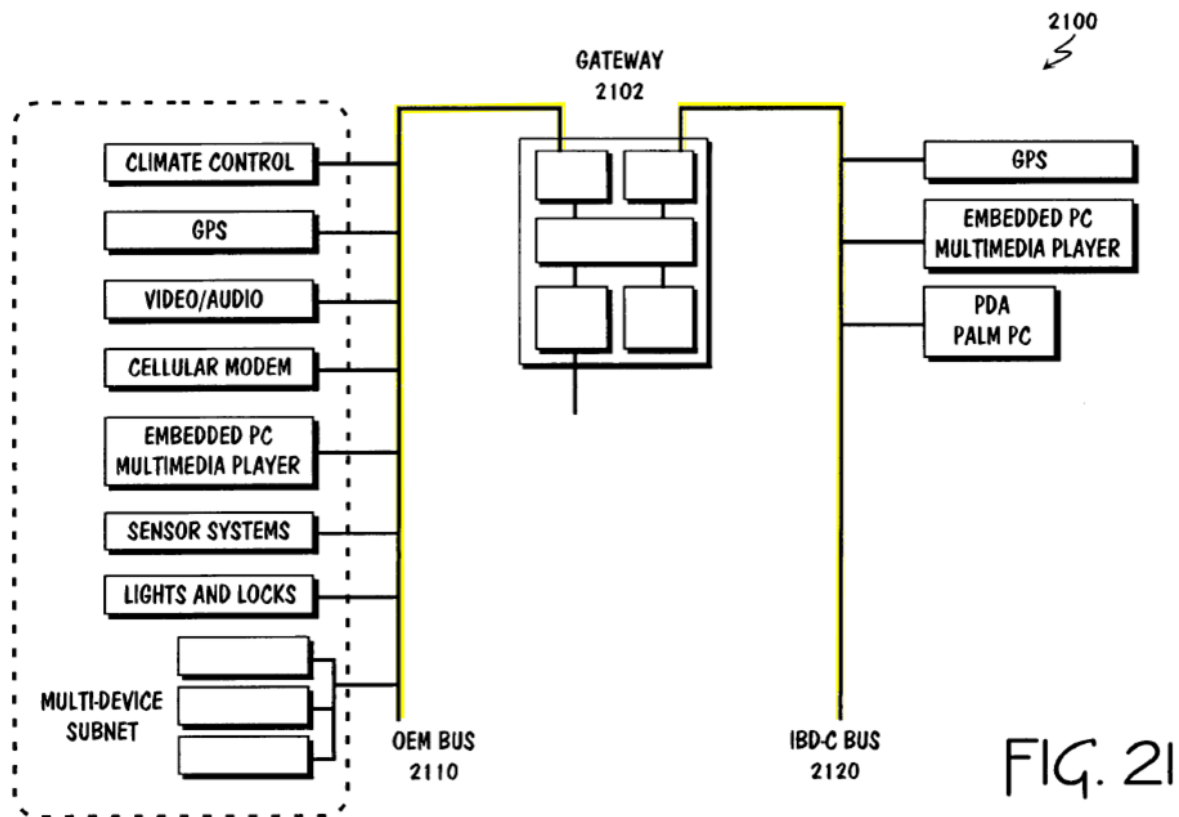 2100
GATEWAY
2102
CLIMATE CONTROL
GPS
VIDEO/AUDIO
CELLULAR MODEM
EMBEDDED PC
MULTIMEDIA PLAYER
SENSOR SYSTEMS
LIGHTS AND LOCKS
MULTI-DEVICE
SUBNET
OEM BUS
2110
GPS
EMBEDDED PC
MULTIMEDIA PLAYER
PDA
PALM PC
IBD-C BUS
2120
FIG. 21